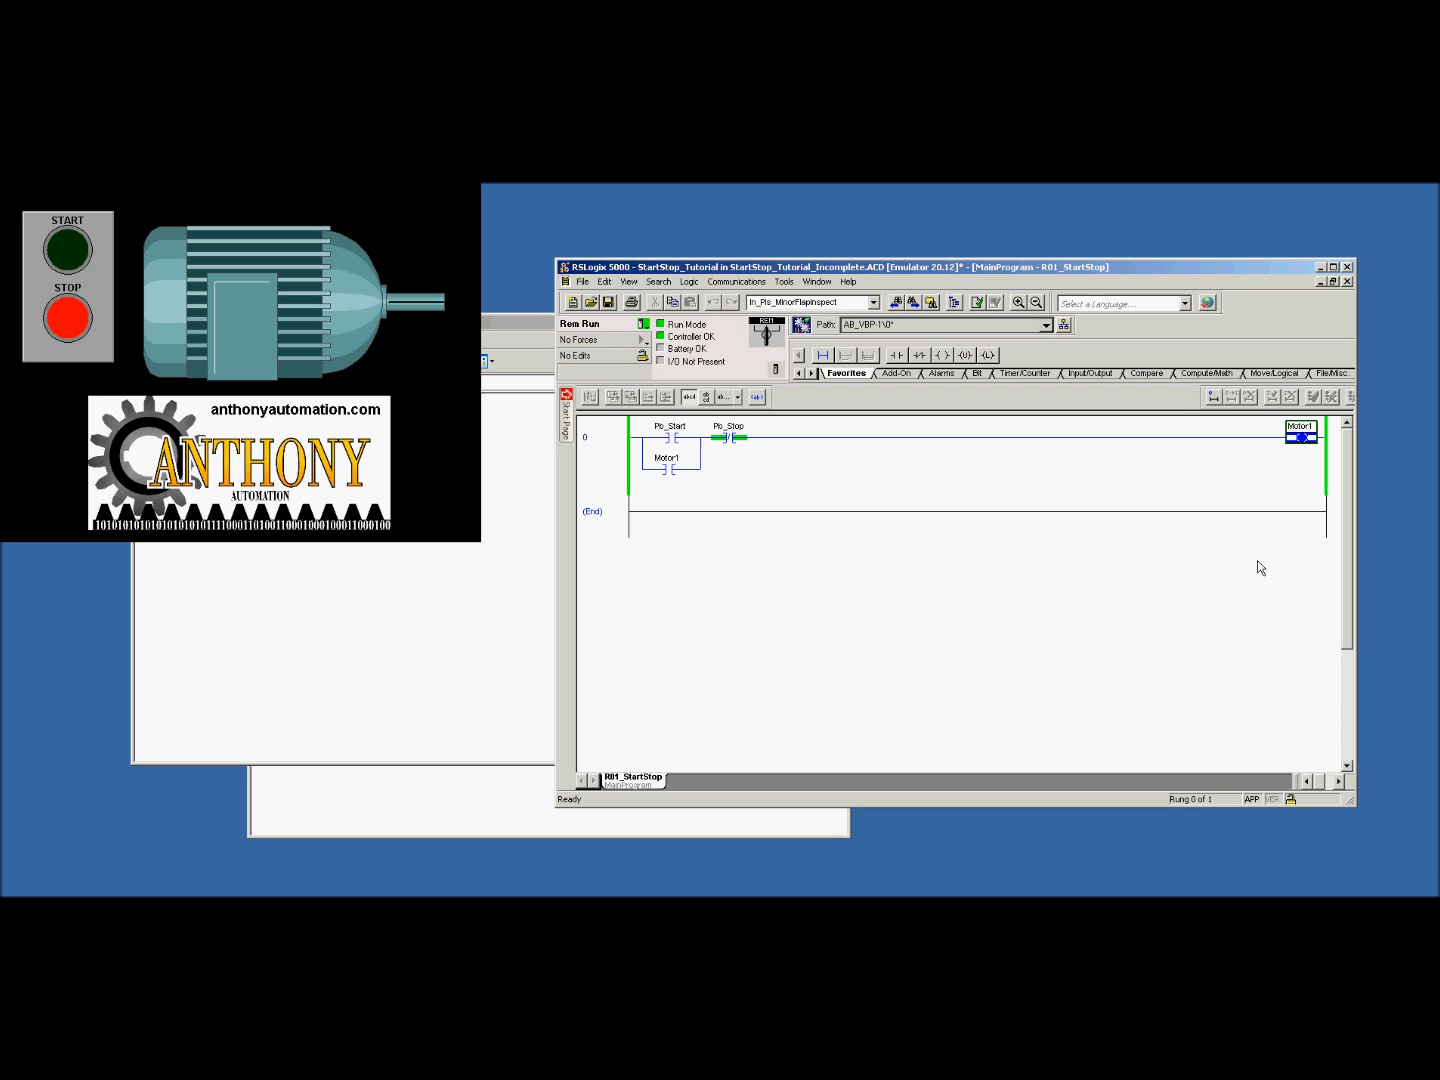 START
STOP
anthonyautomation.com
ANTHONY
AUTOMATION
RSLogix 5000 - StartStop_Tutorial in StartStop_Tutorial_Incomplete.ACD [Emulator 20.12]* - [MainProgram - R01_StartStop]
File Edit View Search Logic Communications Tools Window Help
In_Pls_MinorFlapInspect
Select a Language...
Rem Run
No Forces
No Edits
Run Mode
Controller OK
Battery OK
I/O Not Present
REM
Path: AB_VBP-1\0*
Favorites Add-On Alarms Bit Timer/Counter Input/Output Compare Compute/Math Move/Logical File/Misc.
Start Page
Pb_Start Pb_Stop Motor1
0
Motor1
(End)
R01_StartStop
MainProgram
Ready Rung 0 of 1 APP VER